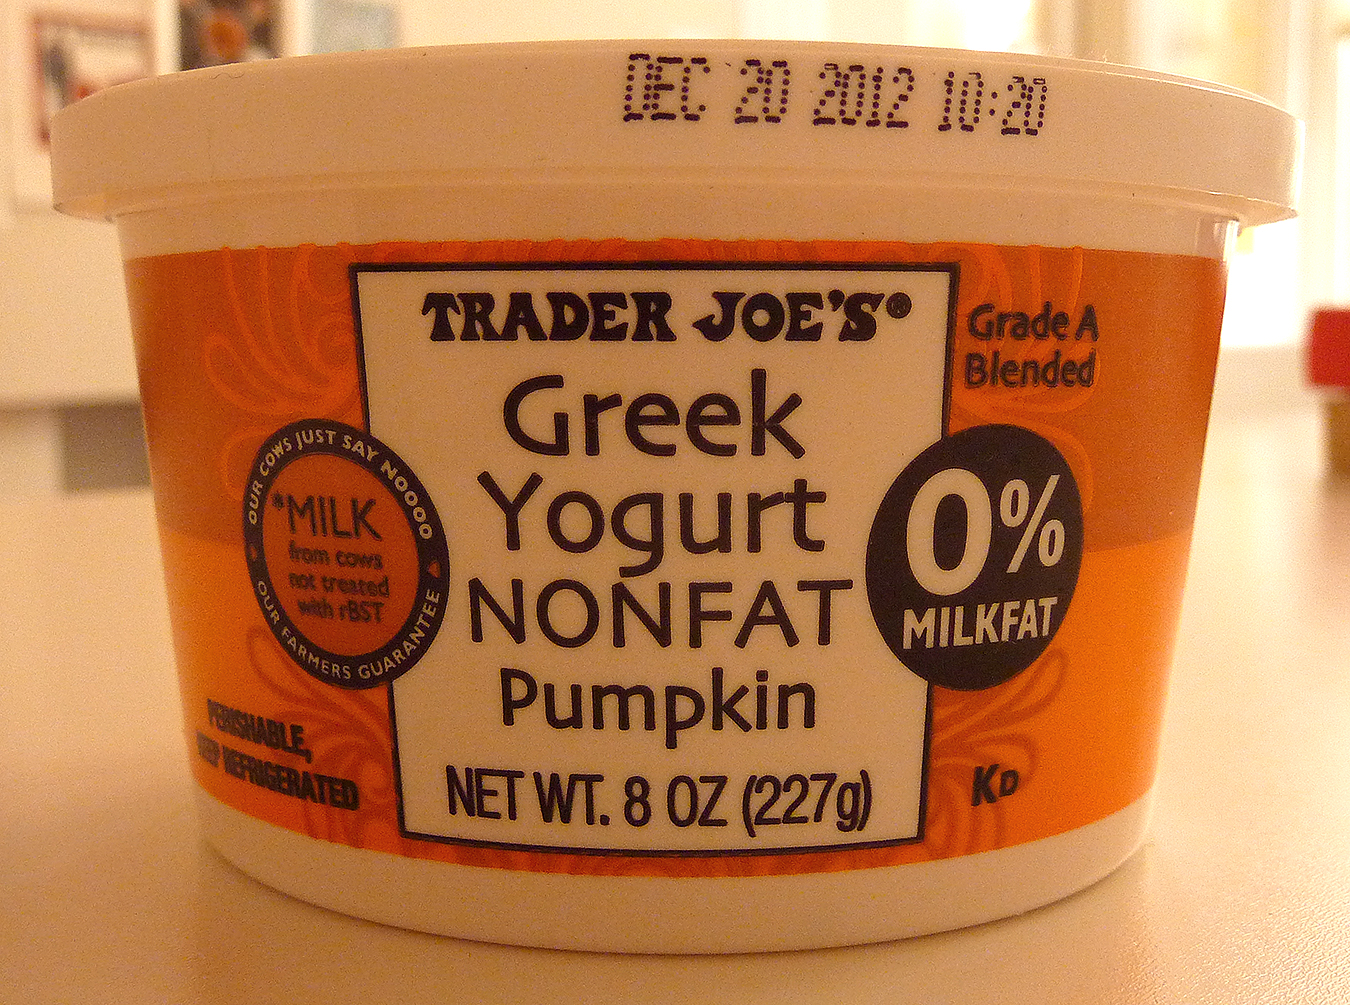 DEC 20 2012 10:20
TRADER JOE'S®
Greek
Yogurt
NONFAT
Pumpkin
NET WT. 8 OZ (227g)
Grade A
Blended
0%
MILKFAT
KD
OUR COWS JUST SAY NOOOO
*MILK
from cows
not treated
with rBST
OUR FARMERS GUARANTEE
PERISHABLE,
KEEP REFRIGERATED